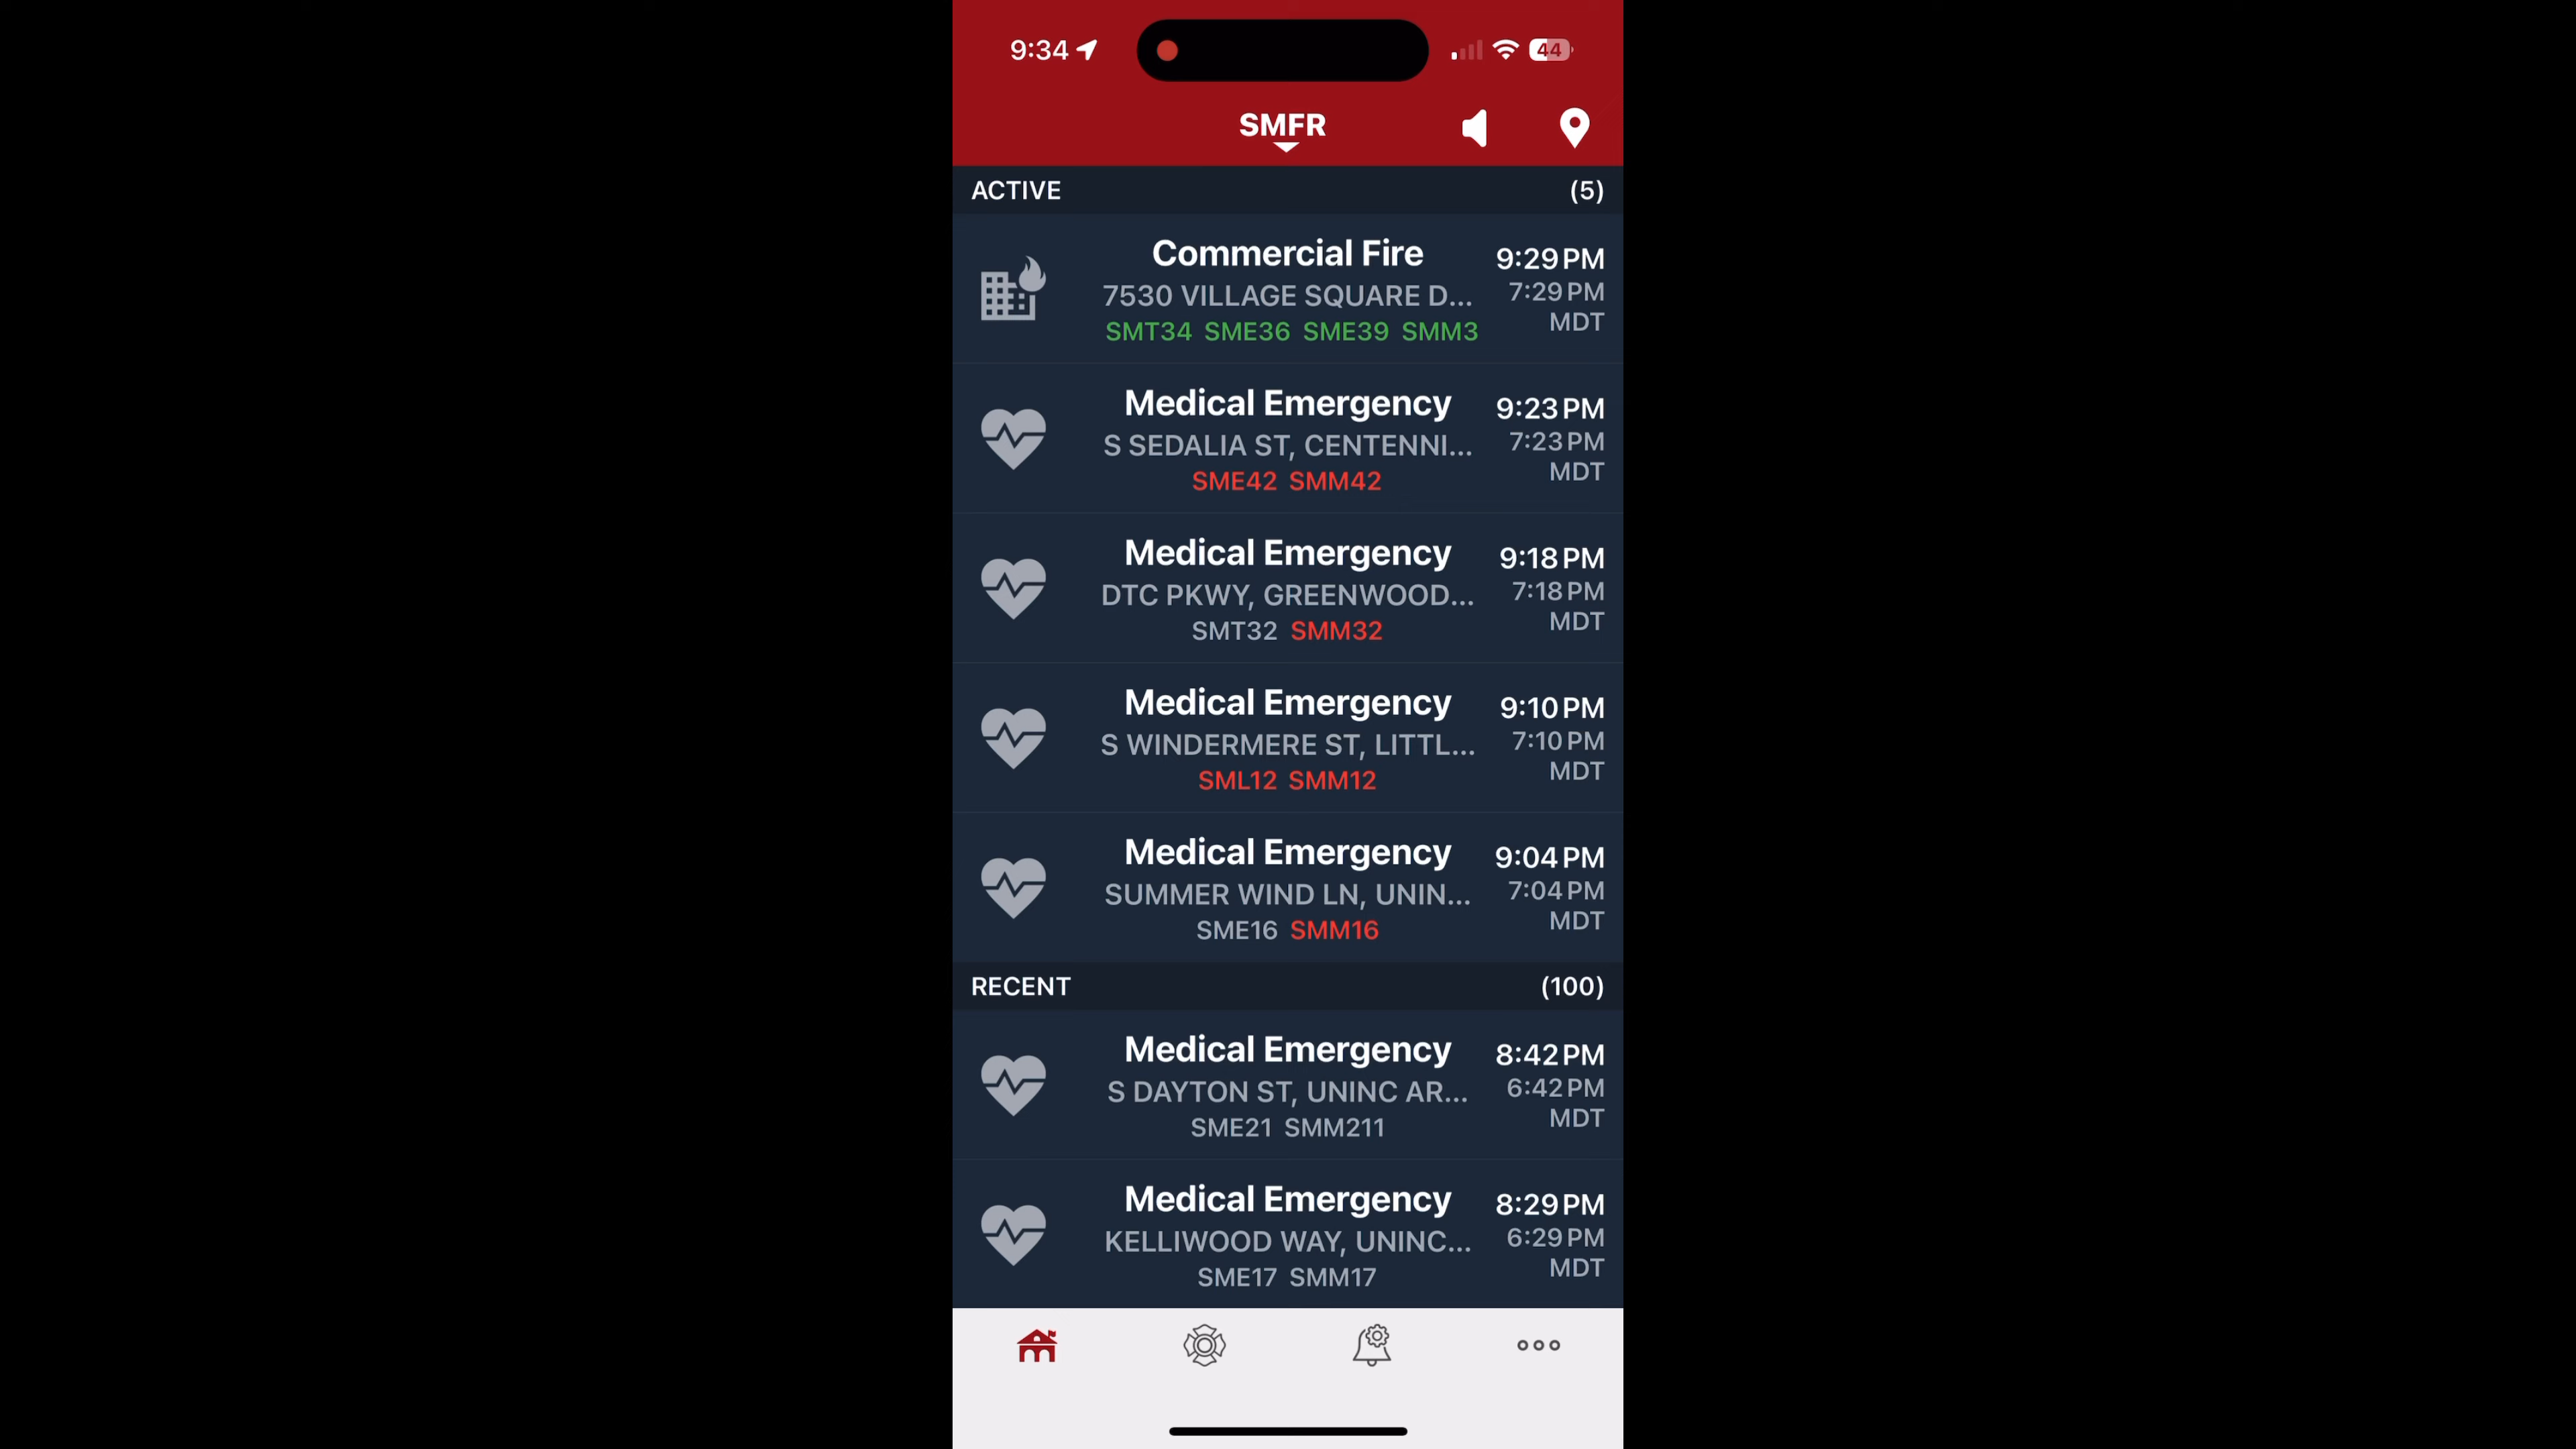 9:34
44
SMFR
ACTIVE (5)
Commercial Fire
9:29 PM
7530 VILLAGE SQUARE D...
7:29 PM
MDT
SMT34 SME36 SME39 SMM3
Medical Emergency
9:23 PM
S SEDALIA ST, CENTENNI...
7:23 PM
MDT
SME42 SMM42
Medical Emergency
9:18 PM
DTC PKWY, GREENWOOD...
7:18 PM
MDT
SMT32 SMM32
Medical Emergency
9:10 PM
S WINDERMERE ST, LITTL...
7:10 PM
MDT
SML12 SMM12
Medical Emergency
9:04 PM
SUMMER WIND LN, UNIN...
7:04 PM
MDT
SME16 SMM16
RECENT (100)
Medical Emergency
8:42 PM
S DAYTON ST, UNINC AR...
6:42 PM
MDT
SME21 SMM211
Medical Emergency
8:29 PM
KELLIWOOD WAY, UNINC...
6:29 PM
MDT
SME17 SMM17